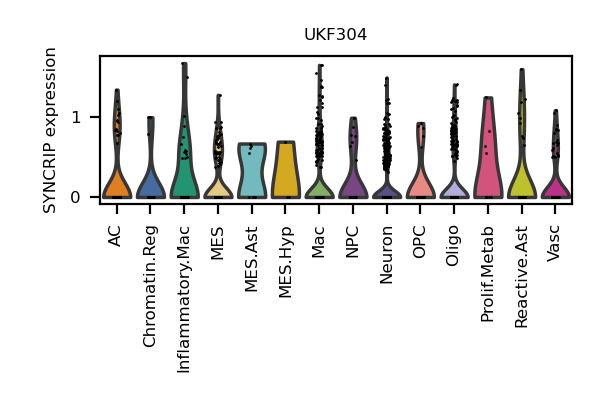 UKF304
SYNCRIP expression
1
0
AC
Chromatin.Reg
Inflammatory.Mac
MES
MES.Ast
MES.Hyp
Mac
NPC
Neuron
OPC
Oligo
Prolif.Metab
Reactive.Ast
Vasc